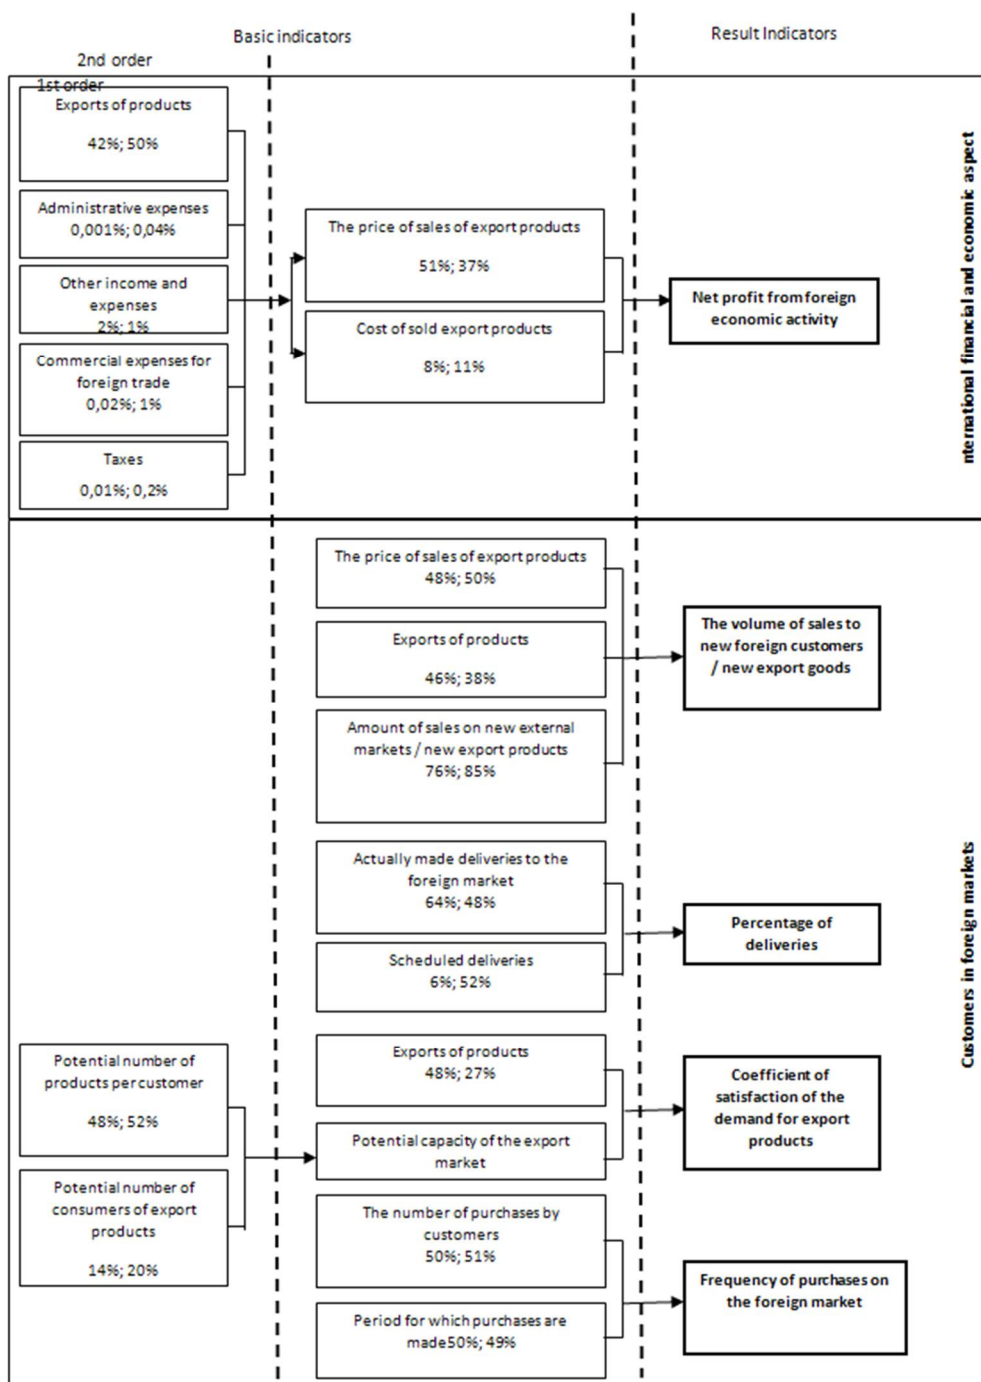 Basic indicators
Result Indicators
2nd order
1st order
Exports of products
42%; 50%
Administrative expenses
0,001%; 0,04%
Other income and
expenses
2%; 1%
Commercial expenses for
foreign trade
0,02%; 1%
Taxes
0,01%; 0,2%
The price of sales of export products
51%; 37%
Cost of sold export products
8%; 11%
Net profit from foreign
economic activity
nternational financial and economic aspect
The price of sales of export products
48%; 50%
Exports of products
46%; 38%
Amount of sales on new external
markets / new export products
76%; 85%
The volume of sales to
new foreign customers
/ new export goods
Actually made deliveries to the
foreign market
64%; 48%
Scheduled deliveries
6%; 52%
Percentage of
deliveries
Potential number of
products per customer
48%; 52%
Potential number of
consumers of export
products
14%; 20%
Exports of products
48%; 27%
Potential capacity of the export
market
Coefficient of
satisfaction of the
demand for export
products
The number of purchases by
customers
50%; 51%
Period for which purchases are
made50%; 49%
Frequency of purchases on
the foreign market
Customers in foreign markets